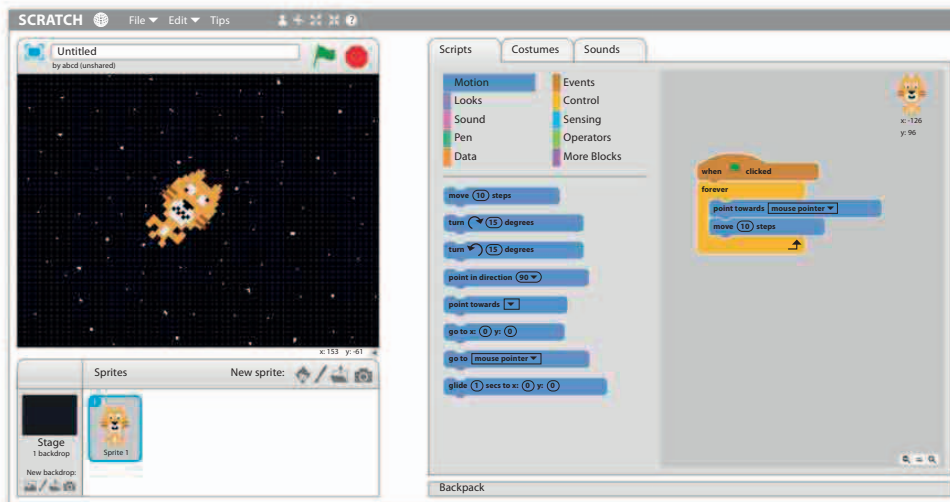 SCRATCH File Edit Tips
Untitled
by abcd (unshared)
x: 153 y: -61
Sprites New sprite:
Stage
1 backdrop
New backdrop:
Sprite 1
Scripts Costumes Sounds
Motion Events
Looks Control
Sound Sensing
Pen Operators
Data More Blocks
move 10 steps
turn 15 degrees
turn 15 degrees
point in direction 90
point towards
go to x: 0 y: 0
go to mouse pointer
glide 1 secs to x: 0 y: 0
x: -126
y: 96
when clicked
forever
point towards mouse pointer
move 10 steps
Backpack